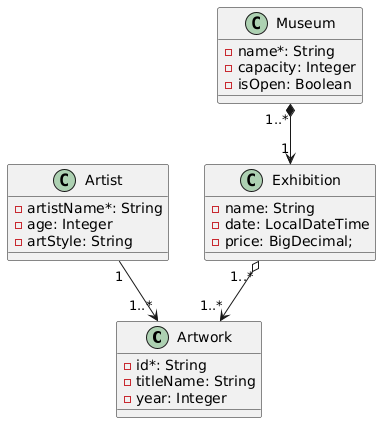 C Museum
name*: String
capacity: Integer
isOpen: Boolean
1..*
1
C Artist
artistName*: String
age: Integer
artStyle: String
C Exhibition
name: String
date: LocalDateTime
price: BigDecimal;
1
1..*
1..*
1..*
C Artwork
id*: String
titleName: String
year: Integer